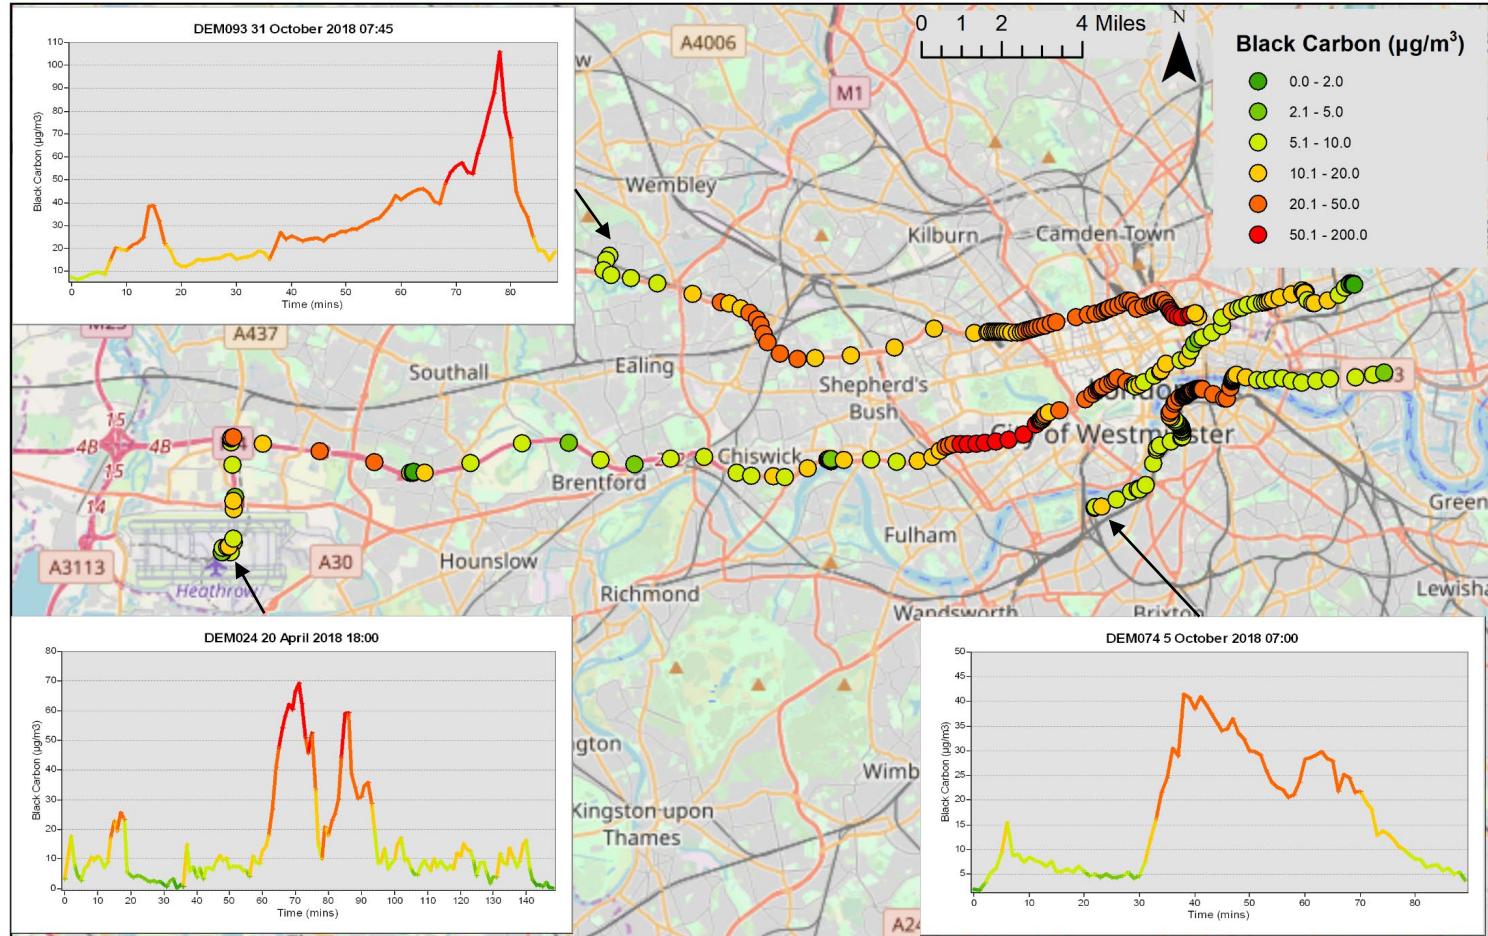 DEM093 31 October 2018 07:45
Black Carbon (µg/m3)
110
100
90
80
70
60
50
40
30
20
10
0 10 20 30 40 50 60 70 80
Time (mins)
0 1 2 4 Miles
N
Black Carbon (µg/m³)
0.0 - 2.0
2.1 - 5.0
5.1 - 10.0
10.1 - 20.0
20.1 - 50.0
50.1 - 200.0
A4006
M1
Wembley
Kilburn
Camden Town
A437
Southall
Ealing
Shepherd's
Bush
15
4B
4B
15
14
Chiswick
City of Westminster
Brentford
Green
Fulham
A3113
A30
Hounslow
Heathrow
Richmond
Wandsworth
Brixton
Lewisha
DEM024 20 April 2018 18:00
Black Carbon (µg/m3)
80
70
60
50
40
30
20
10
0
0 10 20 30 40 50 60 70 80 90 100 110 120 130 140
Time (mins)
gton
Wimb
Kingston upon
Thames
A24
DEM074 5 October 2018 07:00
Black Carbon (µg/m3)
50
45
40
35
30
25
20
15
10
5
0 10 20 30 40 50 60 70 80
Time (mins)